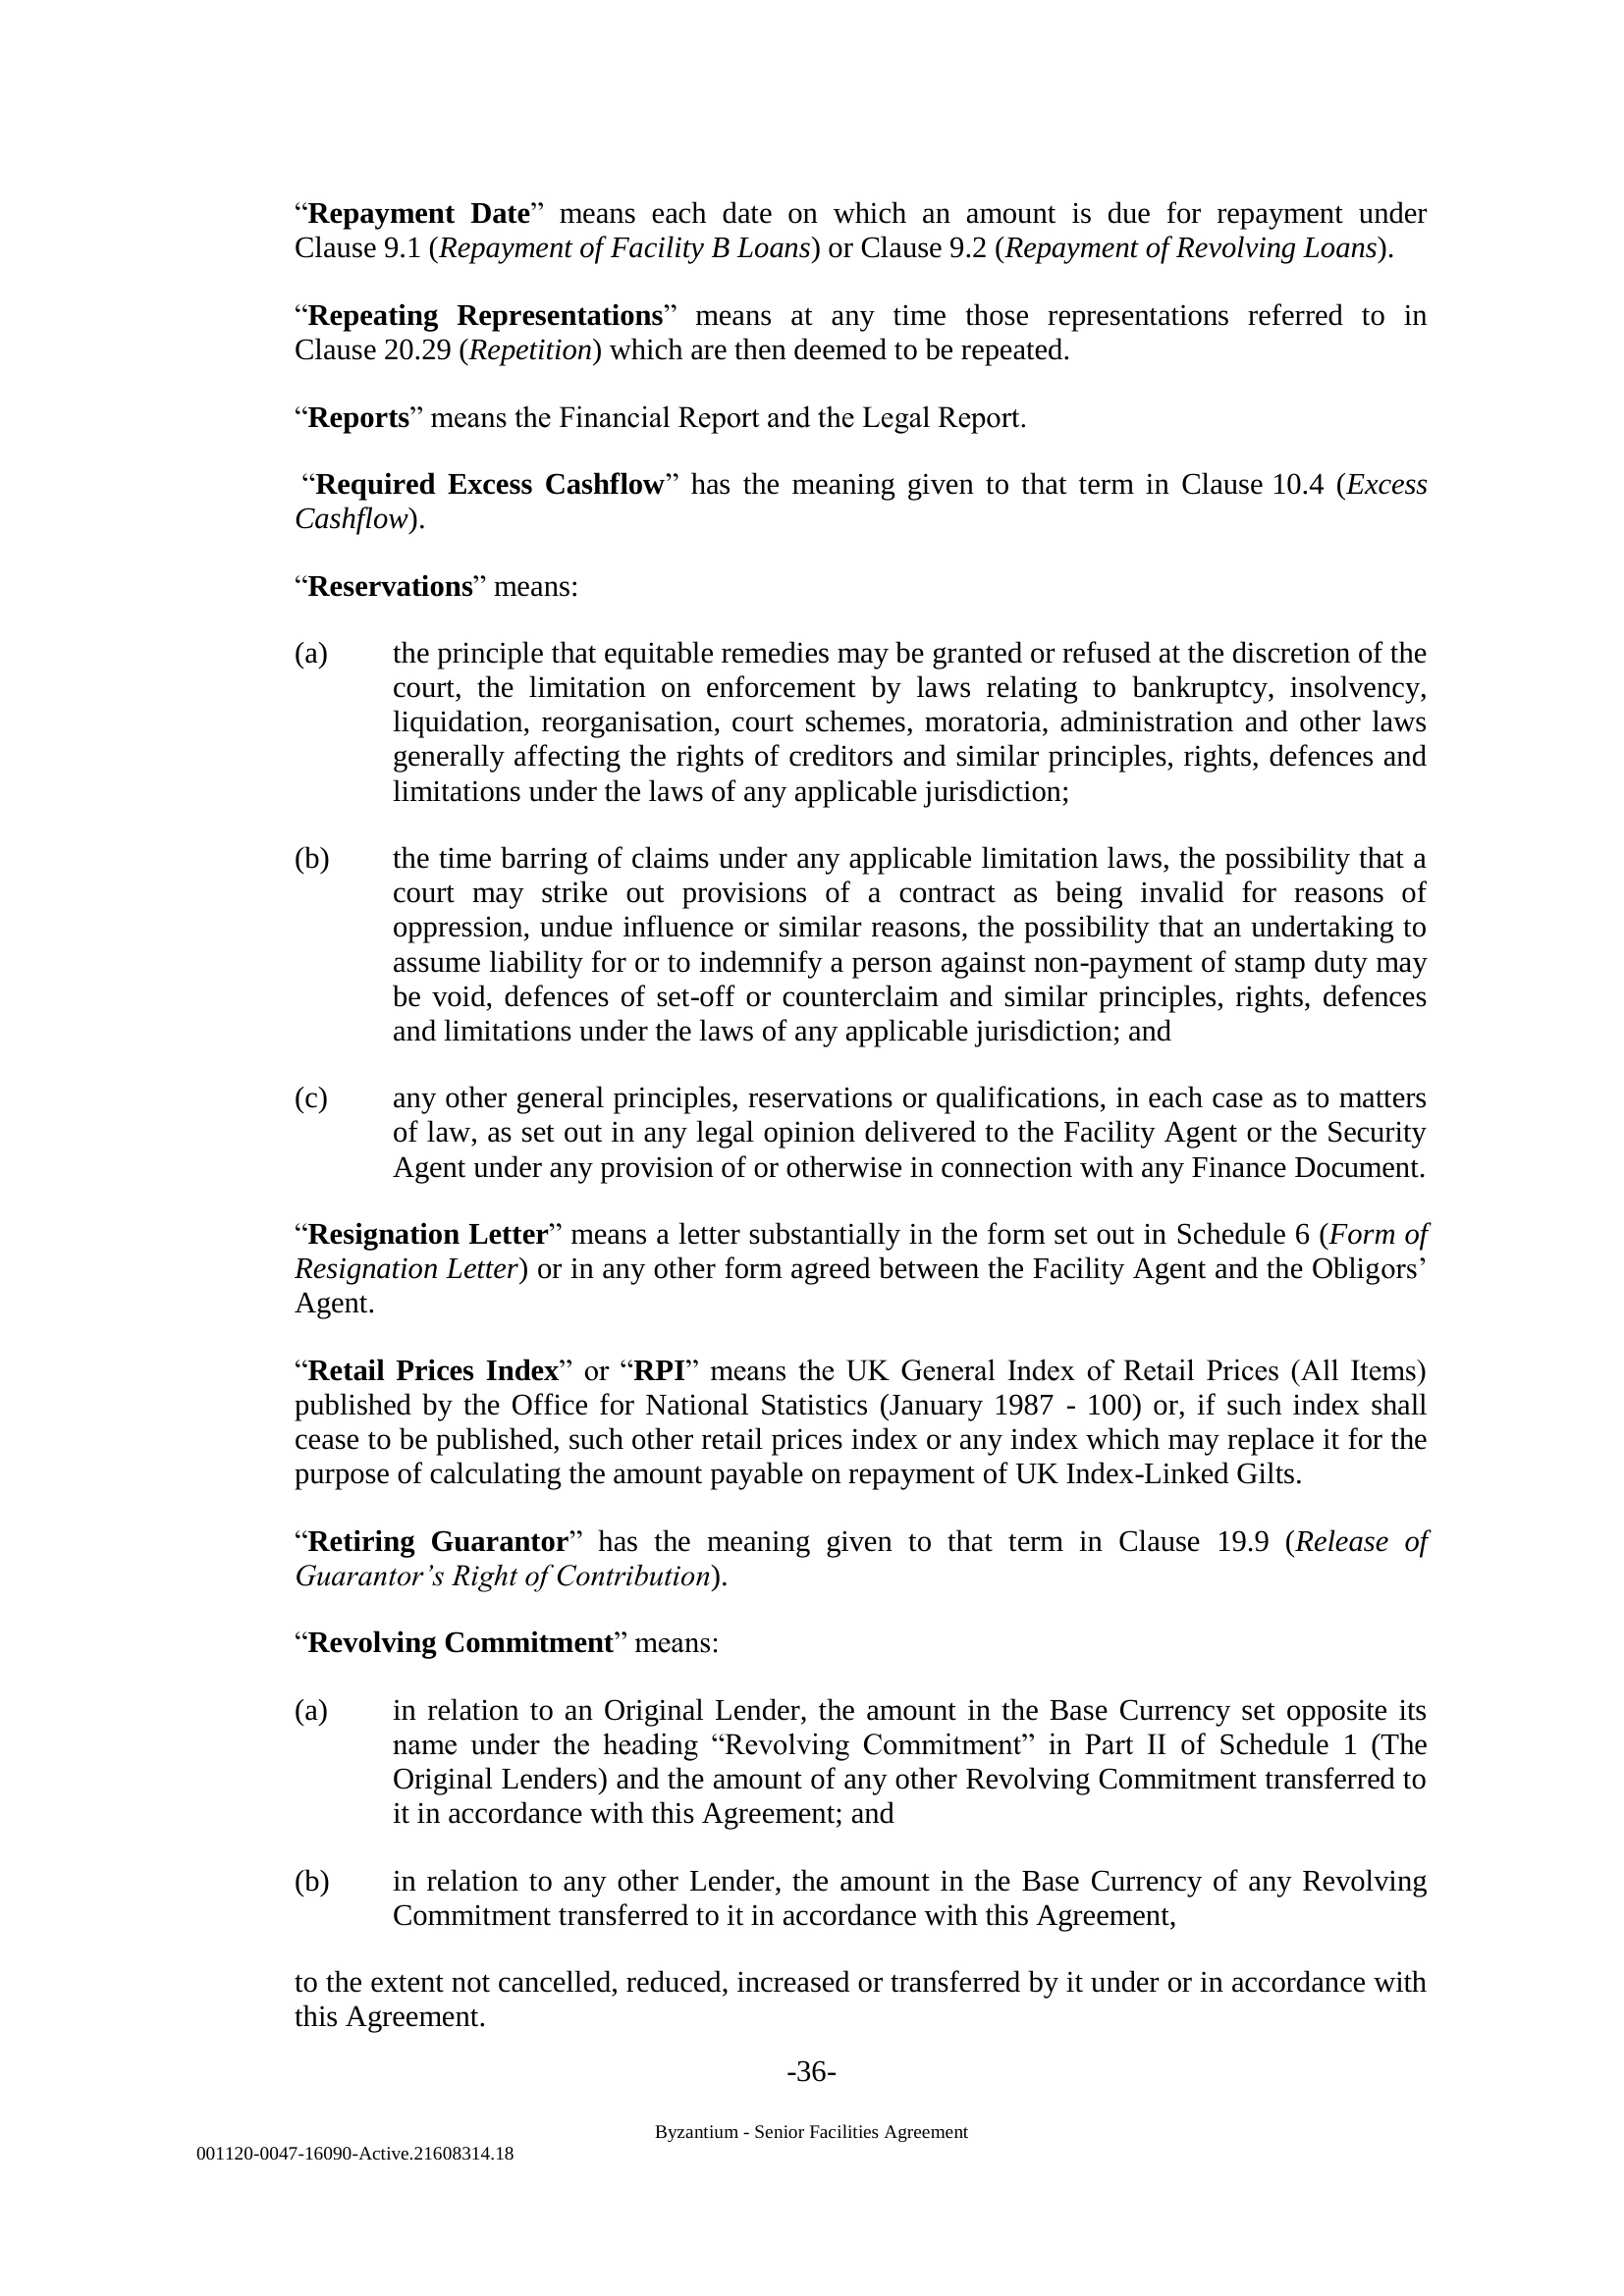 “Repayment Date” means each date on which an amount is due for repayment under
Clause 9.1 (Repayment of Facility B Loans) or Clause 9.2 (Repayment of Revolving Loans).
“Repeating Representations” means at any time those representations referred to in
Clause 20.29 (Repetition) which are then deemed to be repeated.
“Reports” means the Financial Report and the Legal Report.
“Required Excess Cashflow” has the meaning given to that term in Clause 10.4 (Excess
Cashflow).
“Reservations” means:
(a) the principle that equitable remedies may be granted or refused at the discretion of the
court, the limitation on enforcement by laws relating to bankruptcy, insolvency,
liquidation, reorganisation, court schemes, moratoria, administration and other laws
generally affecting the rights of creditors and similar principles, rights, defences and
limitations under the laws of any applicable jurisdiction;
(b) the time barring of claims under any applicable limitation laws, the possibility that a
court may strike out provisions of a contract as being invalid for reasons of
oppression, undue influence or similar reasons, the possibility that an undertaking to
assume liability for or to indemnify a person against non-payment of stamp duty may
be void, defences of set-off or counterclaim and similar principles, rights, defences
and limitations under the laws of any applicable jurisdiction; and
(c) any other general principles, reservations or qualifications, in each case as to matters
of law, as set out in any legal opinion delivered to the Facility Agent or the Security
Agent under any provision of or otherwise in connection with any Finance Document.
“Resignation Letter” means a letter substantially in the form set out in Schedule 6 (Form of
Resignation Letter) or in any other form agreed between the Facility Agent and the Obligors’
Agent.
“Retail Prices Index” or “RPI” means the UK General Index of Retail Prices (All Items)
published by the Office for National Statistics (January 1987 - 100) or, if such index shall
cease to be published, such other retail prices index or any index which may replace it for the
purpose of calculating the amount payable on repayment of UK Index-Linked Gilts.
“Retiring Guarantor” has the meaning given to that term in Clause 19.9 (Release of
Guarantor’s Right of Contribution).
“Revolving Commitment” means:
(a) in relation to an Original Lender, the amount in the Base Currency set opposite its
name under the heading “Revolving Commitment” in Part II of Schedule 1 (The
Original Lenders) and the amount of any other Revolving Commitment transferred to
it in accordance with this Agreement; and
(b) in relation to any other Lender, the amount in the Base Currency of any Revolving
Commitment transferred to it in accordance with this Agreement,
to the extent not cancelled, reduced, increased or transferred by it under or in accordance with
this Agreement.
-36-
Byzantium - Senior Facilities Agreement
001120-0047-16090-Active.21608314.18